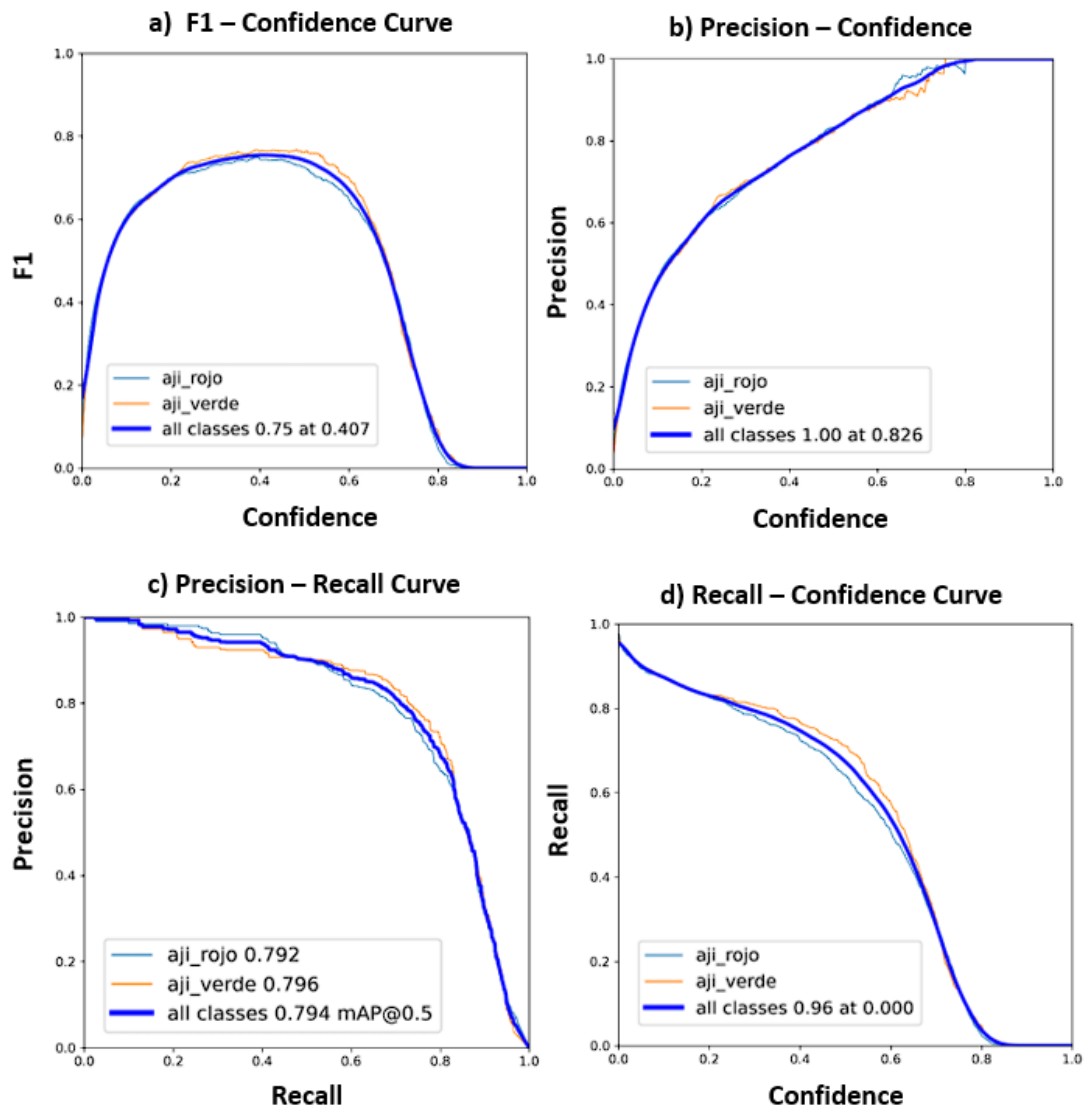 a) F1 – Confidence Curve
1.0
0.8
0.6
0.4
0.2
0.0
F1
aji_rojo
aji_verde
all classes 0.75 at 0.407
0.0 0.2 0.4 0.6 0.8 1.0
Confidence
b) Precision – Confidence
1.0
0.8
0.6
0.4
0.2
0.0
Precision
aji_rojo
aji_verde
all classes 1.00 at 0.826
0.0 0.2 0.4 0.6 0.8 1.0
Confidence
c) Precision – Recall Curve
1.0
0.8
0.6
0.4
0.2
0.0
Precision
aji_rojo 0.792
aji_verde 0.796
all classes 0.794 mAP@0.5
0.0 0.2 0.4 0.6 0.8 1.0
Recall
d) Recall – Confidence Curve
1.0
0.8
0.6
0.4
0.2
0.0
Recall
aji_rojo
aji_verde
all classes 0.96 at 0.000
0.0 0.2 0.4 0.6 0.8 1.0
Confidence